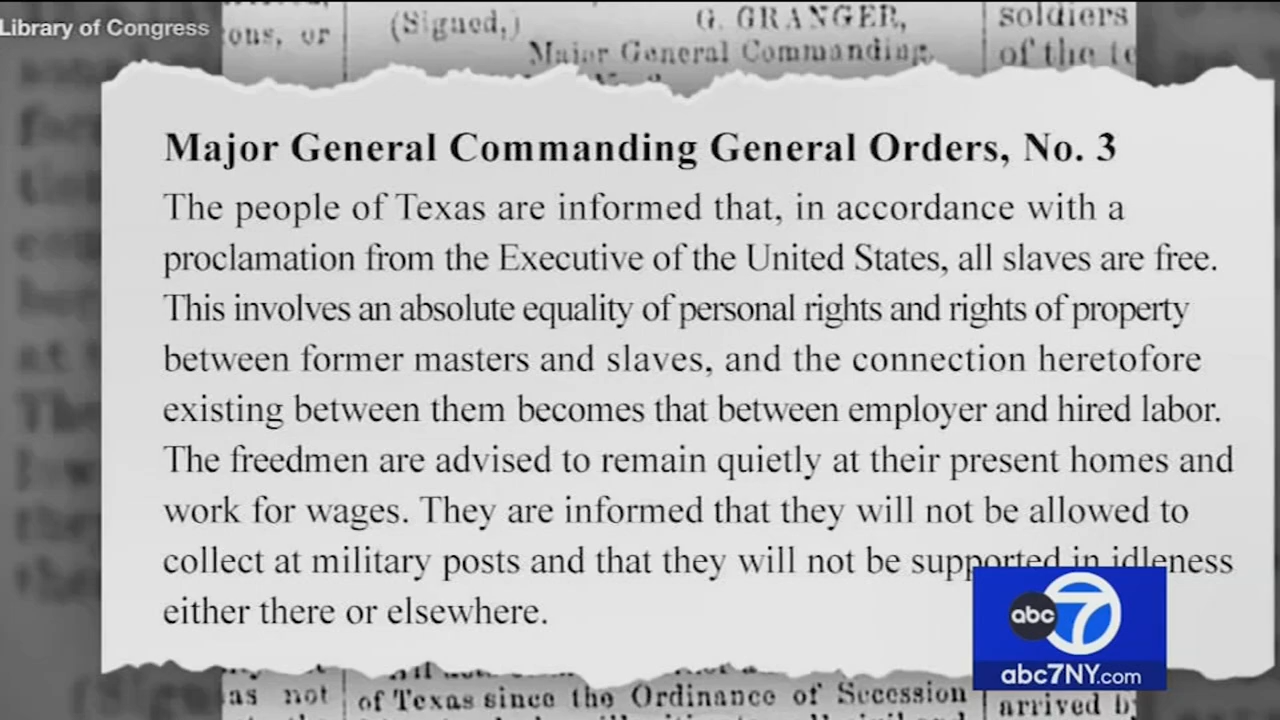 Library of Congress
ons, or
(Signed,)
G. GRANGER,
Major General Commanding.
soldiers
of the te
Major General Commanding General Orders, No. 3
The people of Texas are informed that, in accordance with a
proclamation from the Executive of the United States, all slaves are free.
This involves an absolute equality of personal rights and rights of property
between former masters and slaves, and the connection heretofore
existing between them becomes that between employer and hired labor.
The freedmen are advised to remain quietly at their present homes and
work for wages. They are informed that they will not be allowed to
collect at military posts and that they will not be supported in idleness
either there or elsewhere.
abc 7
abc7NY.com
as not
of Texas since the Ordinance of Secession
arrived b